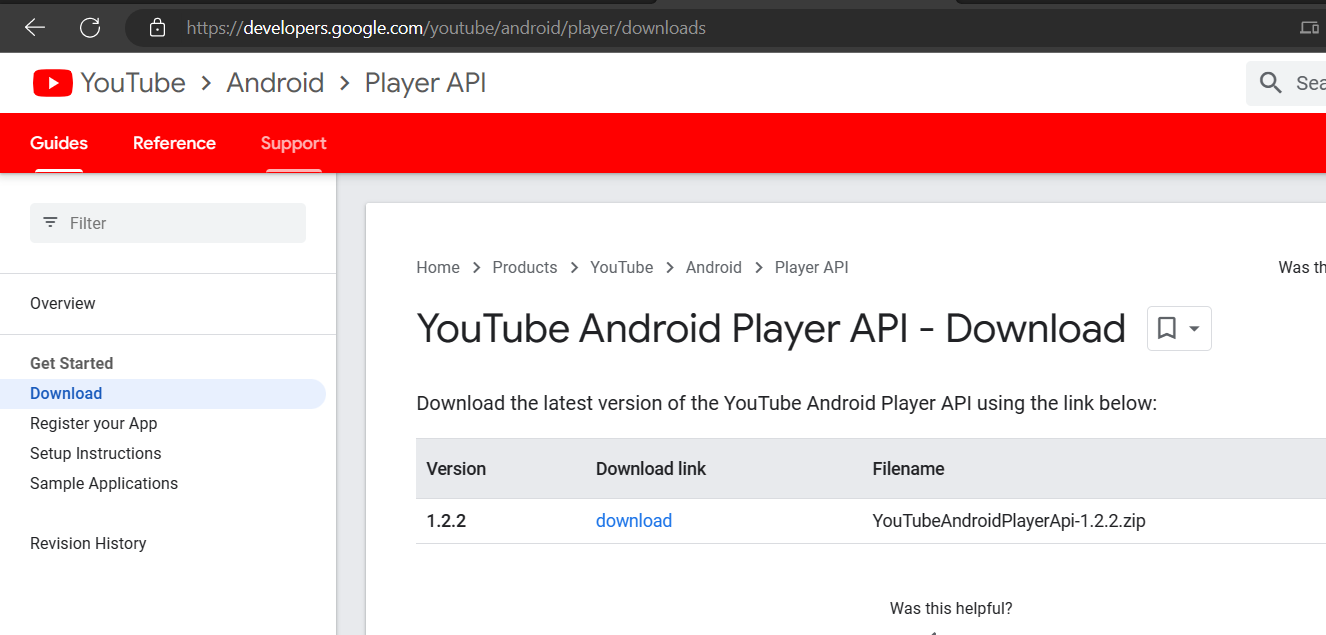 https://developers.google.com/youtube/android/player/downloads
YouTube > Android > Player API
Sea
Guides Reference Support
Filter
Overview
Get Started
Download
Register your App
Setup Instructions
Sample Applications
Revision History
Home > Products > YouTube > Android > Player API
Was th
YouTube Android Player API - Download
Download the latest version of the YouTube Android Player API using the link below:
Version Download link Filename
1.2.2 download YouTubeAndroidPlayerApi-1.2.2.zip
Was this helpful?